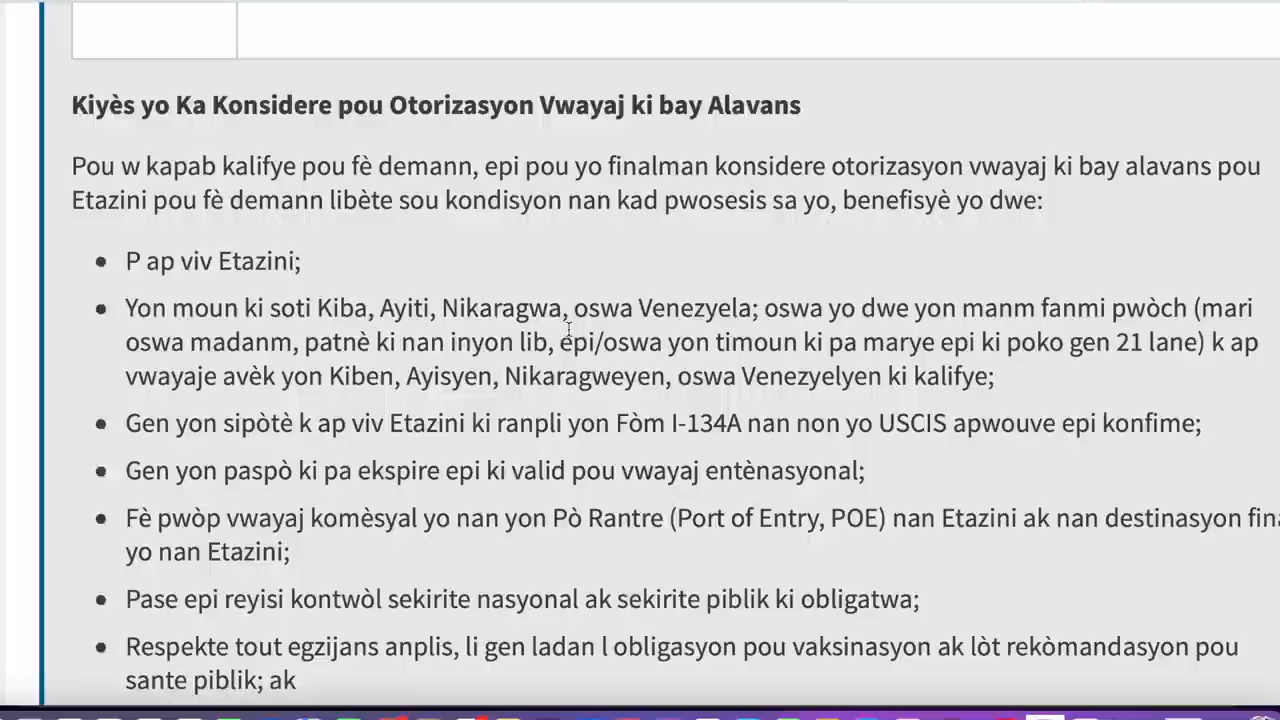 Kiyès yo Ka Konsidere pou Otorizasyon Vwayaj ki bay Alavans
Pou w kapab kalifye pou fè demann, epi pou yo finalman konsidere otorizasyon vwayaj ki bay alavans pou
Etazini pou fè demann libète sou kondisyon nan kad pwosesis sa yo, benefisyè yo dwe:
• P ap viv Etazini;
• Yon moun ki soti Kiba, Ayiti, Nikaragwa, oswa Venezyela; oswa yo dwe yon manm fanmi pwòch (mari
oswa madanm, patnè ki nan inyon lib, epi/oswa yon timoun ki pa marye epi ki poko gen 21 lane) k ap
vwayaje avèk yon Kiben, Ayisyen, Nikaragweyen, oswa Venezyelyen ki kalifye;
• Gen yon sipòtè k ap viv Etazini ki ranpli yon Fòm I-134A nan non yo USCIS apwouve epi konfime;
• Gen yon paspò ki pa ekspire epi ki valid pou vwayaj entènasyonal;
• Fè pwòp vwayaj komèsyal yo nan yon Pò Rantre (Port of Entry, POE) nan Etazini ak nan destinasyon
yo nan Etazini;
• Pase epi reyisi kontwòl sekirite nasyonal ak sekirite piblik ki obligatwa;
• Respekte tout egzijans anplis, li gen ladan l obligasyon pou vaksinasyon ak lòt rekòmandasyon pou
sante piblik; ak